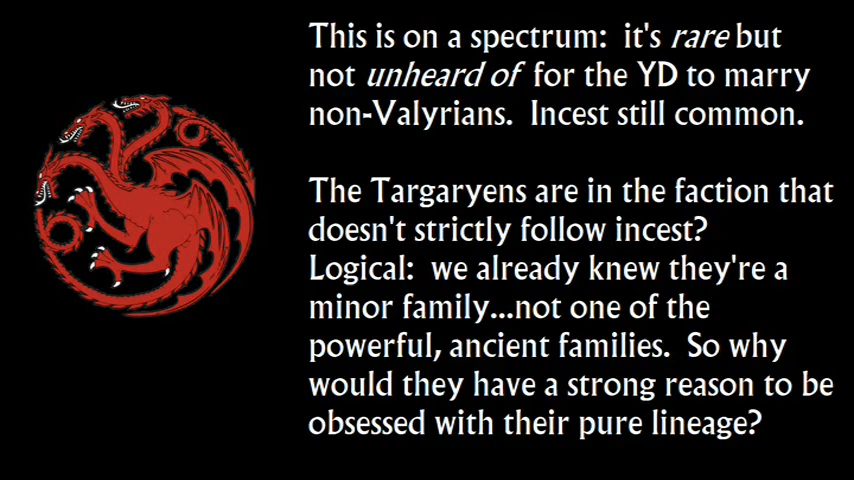 This is on a spectrum:  it's rare but
not unheard of for the YD to marry
non-Valyrians.  Incest still common.
The Targaryens are in the faction that
doesn't strictly follow incest?
Logical:  we already knew they're a
minor family...not one of the
powerful, ancient families.  So why
would they have a strong reason to be
obsessed with their pure lineage?